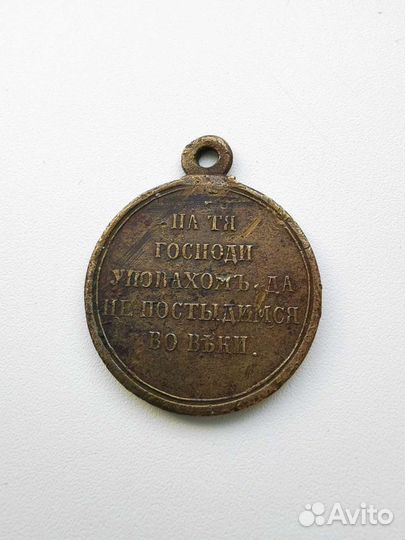 НА ТЯ
ГОСПОДИ
УПОВАХОМЪ, ДА
НЕ ПОСТЫДИМСЯ
ВО ВѢКИ.
Avito